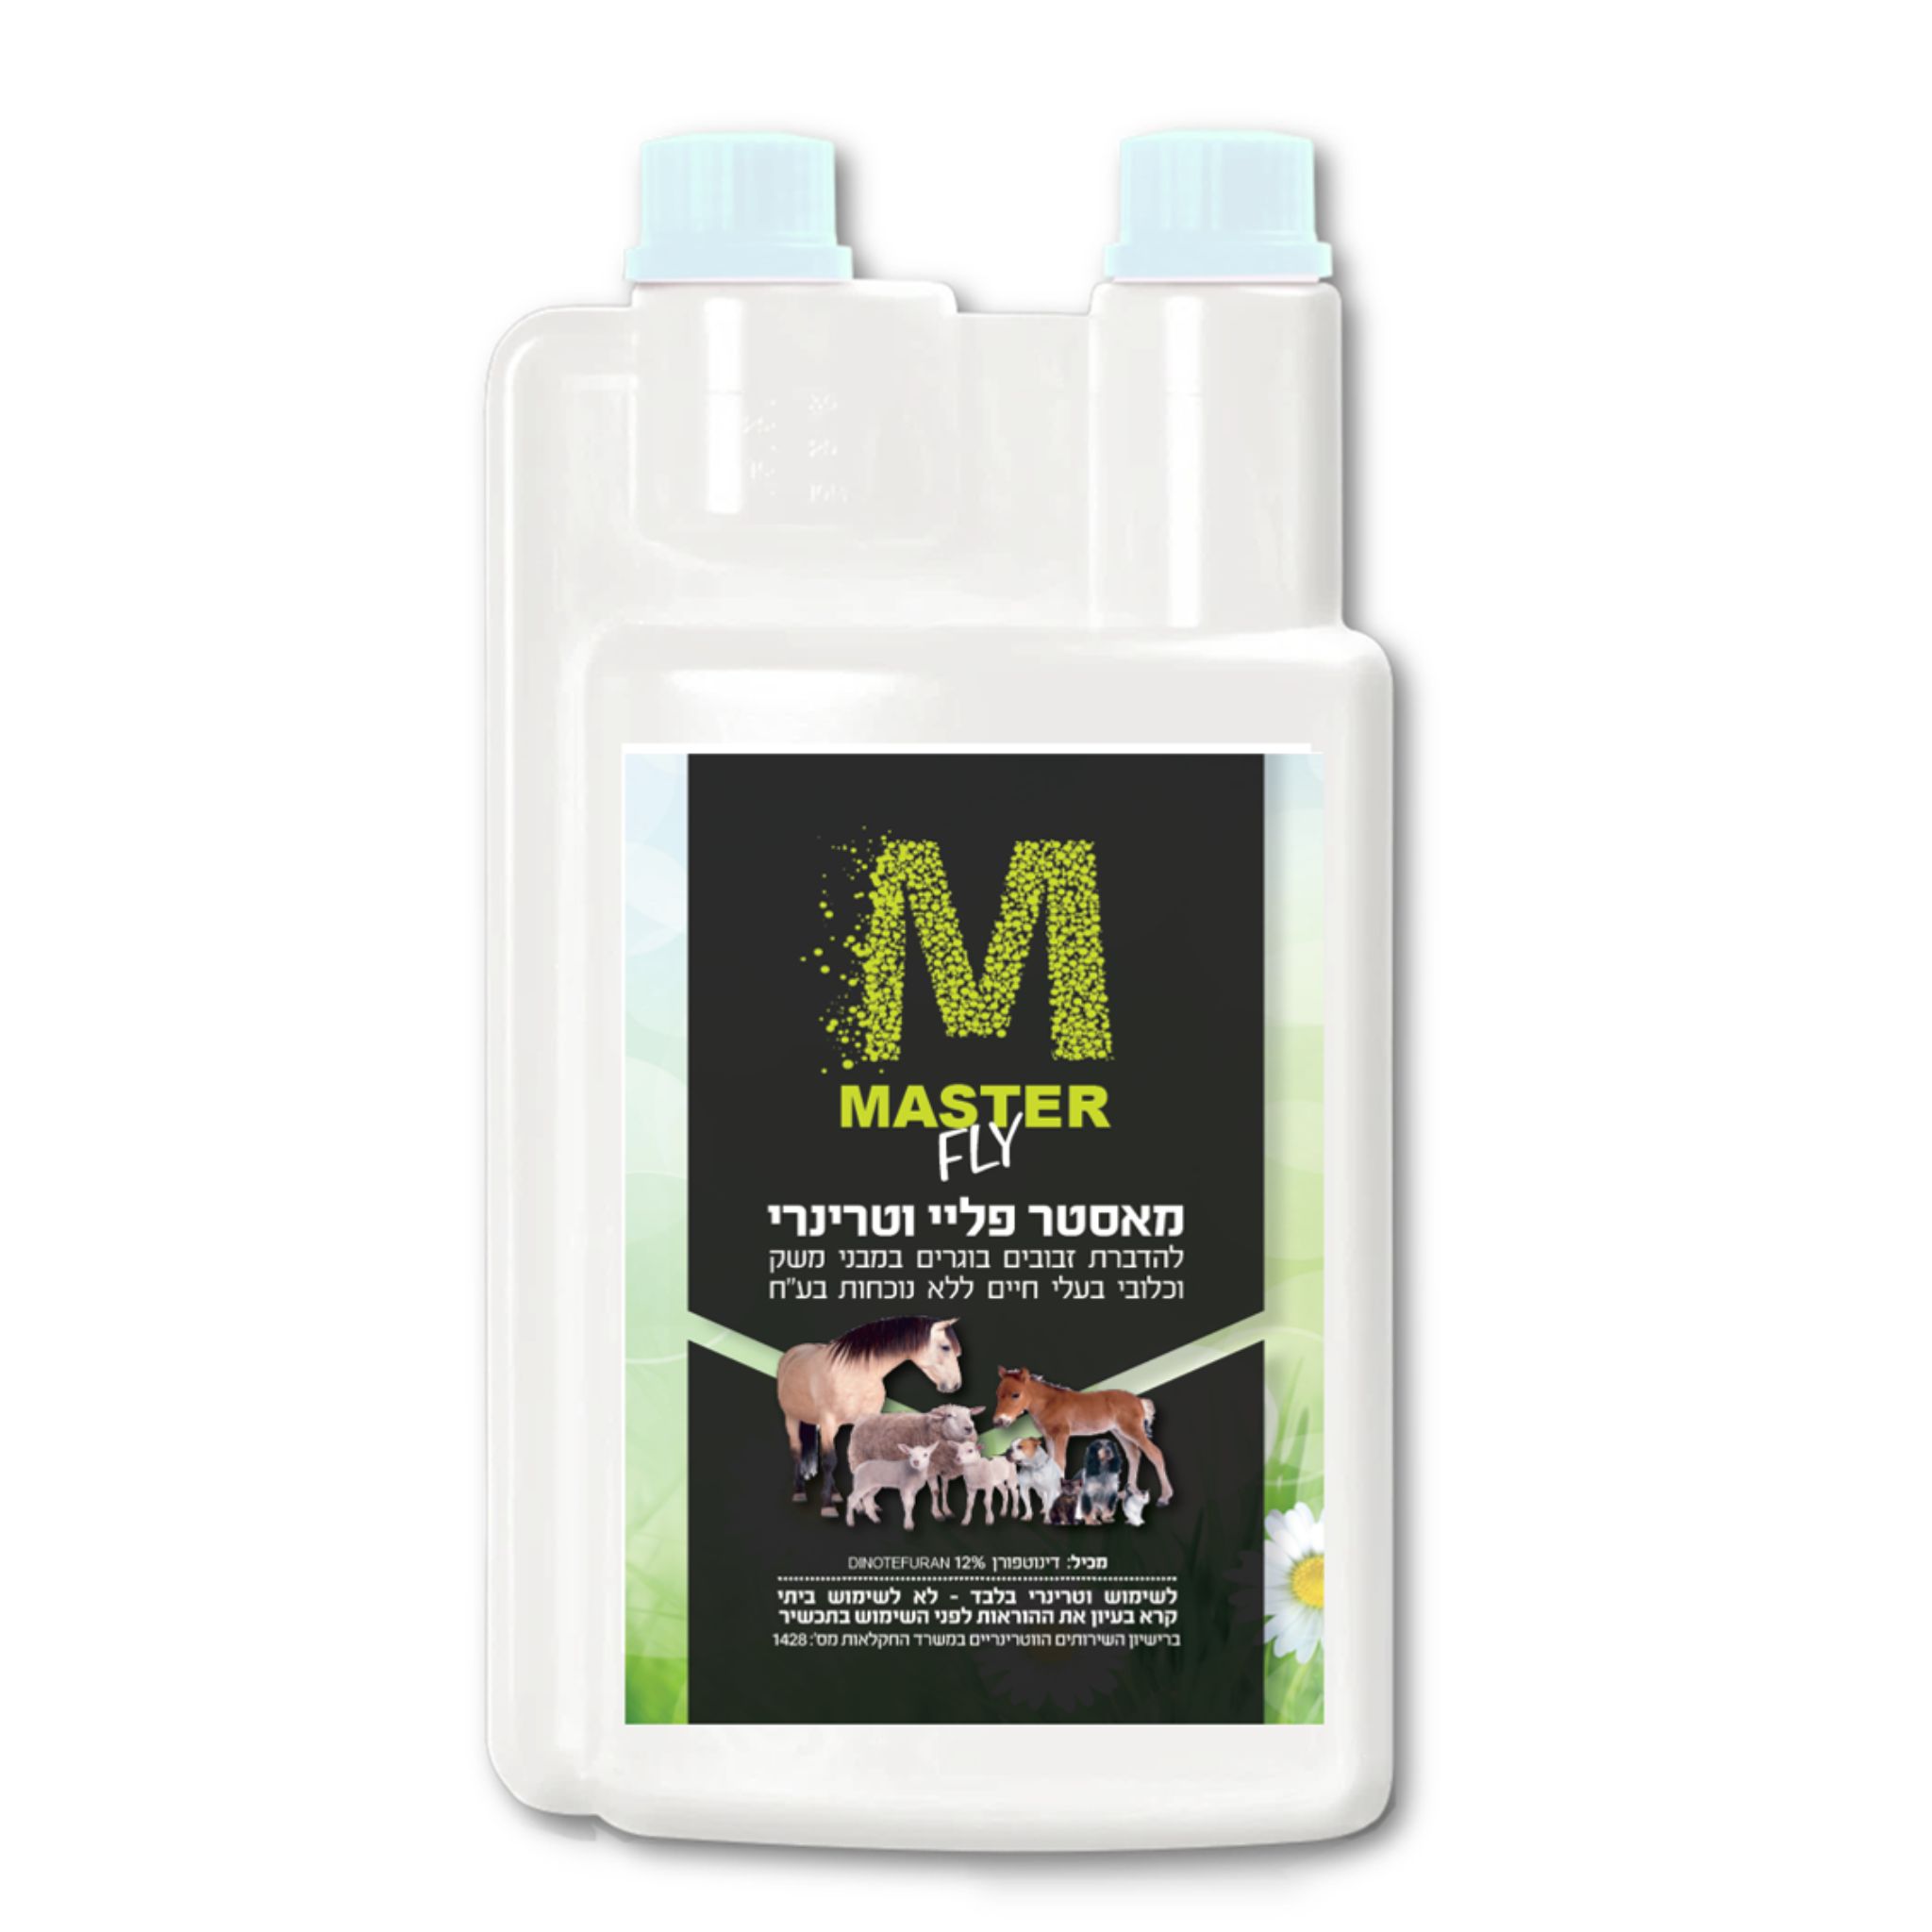 M
MASTER
FLY
מאסטר פליי וטרינרי
להדברת זבובים בוגרים במבני משק
וכלובי בעלי חיים ללא נוכחות בע"ח
מכיל: דינוטפורן 12% DINOTEFURAN
לשימוש וטרינרי בלבד - לא לשימוש ביתי
קרא בעיון את ההוראות לפני השימוש בתכשיר
ברישיון השירותים הווטרינריים במשרד החקלאות מס': 1428